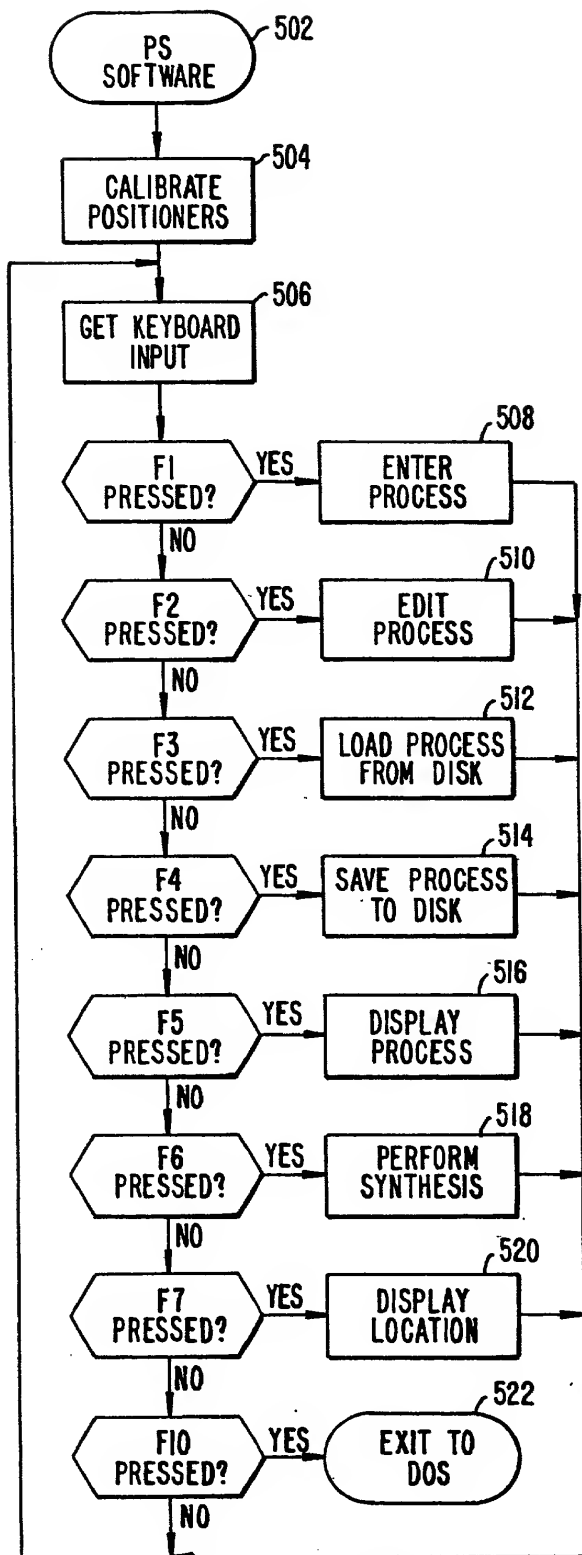 502
PS
SOFTWARE
504
CALIBRATE
POSITIONERS
506
GET KEYBOARD
INPUT
508
F1
PRESSED?
YES
ENTER
PROCESS
NO
510
F2
PRESSED?
YES
EDIT
PROCESS
NO
512
F3
PRESSED?
YES
LOAD PROCESS
FROM DISK
NO
514
F4
PRESSED?
YES
SAVE PROCESS
TO DISK
NO
516
F5
PRESSED?
YES
DISPLAY
PROCESS
NO
518
F6
PRESSED?
YES
PERFORM
SYNTHESIS
NO
520
F7
PRESSED?
YES
DISPLAY
LOCATION
NO
522
F10
PRESSED?
YES
EXIT TO
DOS
NO